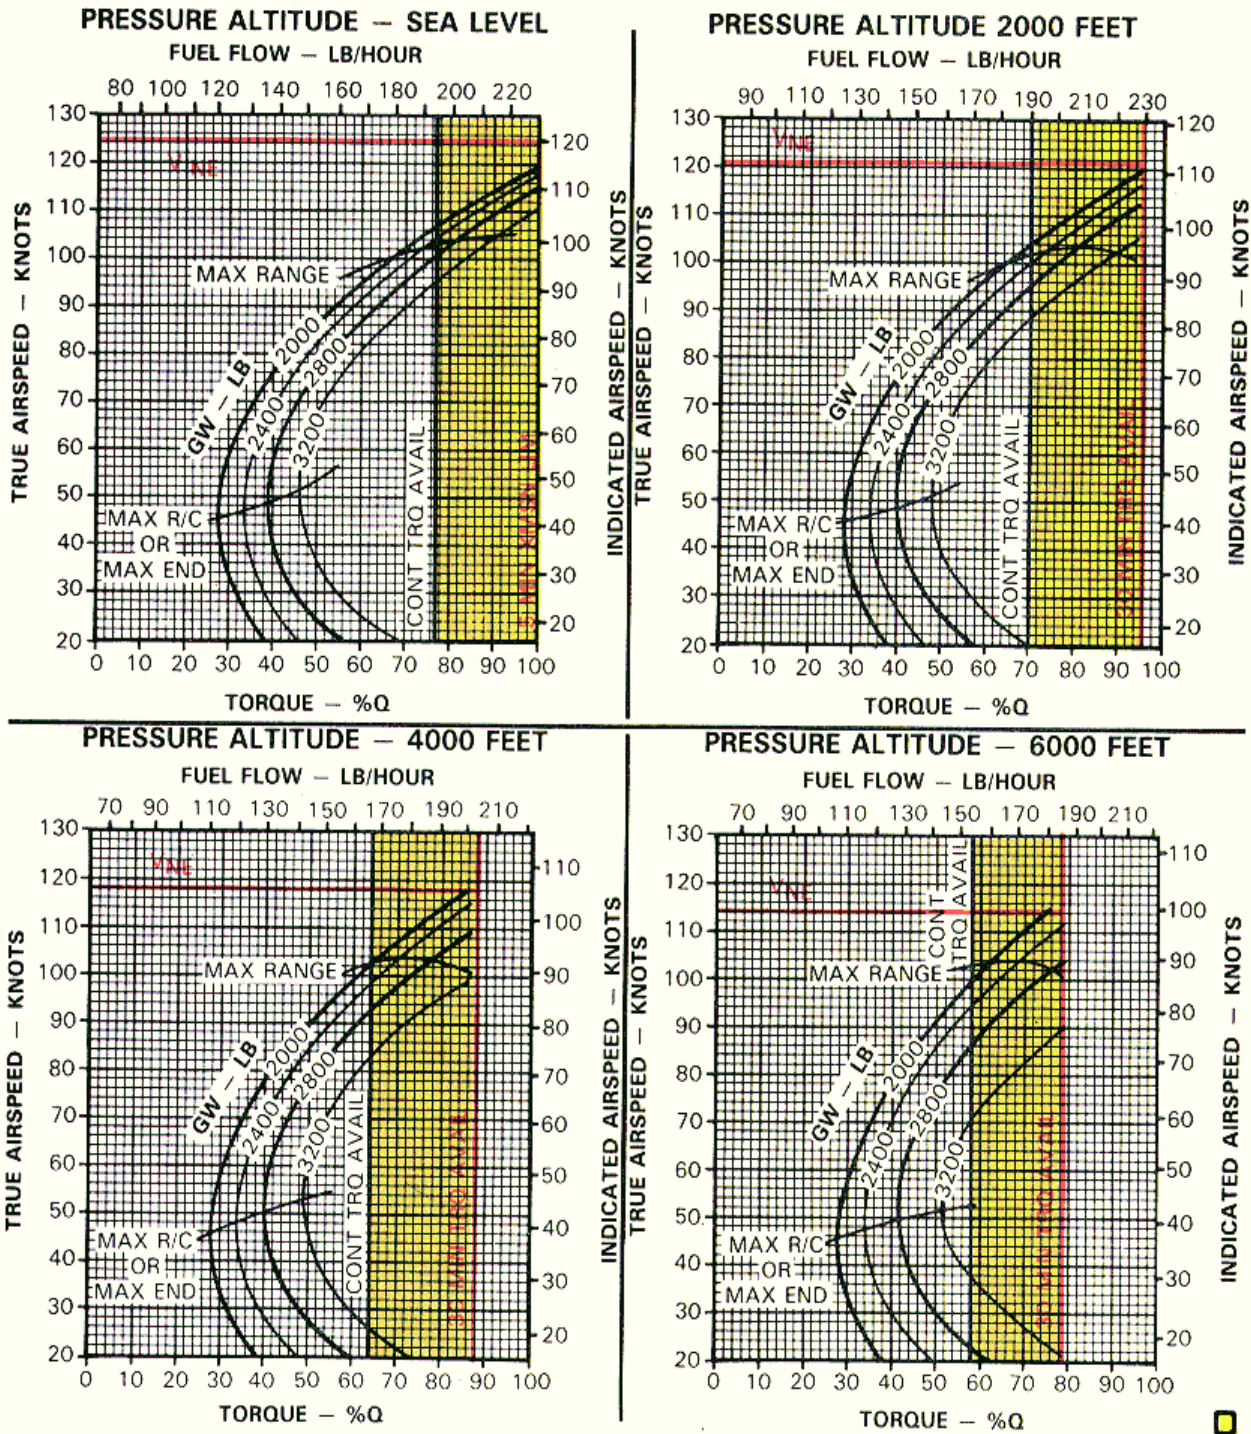 PRESSURE ALTITUDE — SEA LEVEL
FUEL FLOW — LB/HOUR
80 100 120 140 160 180 200 220
130
120
110
100
90
80
70
60
50
40
30
20
TRUE AIRSPEED — KNOTS
VNE
MAX RANGE
GW — LB
2000
2400
2800
3200
MAX R/C
OR
MAX END
CONT TRQ AVAIL
120
110
100
90
80
70
60
50
40
30
20
INDICATED AIRSPEED — KNOTS
0 10 20 30 40 50 60 70 80 90 100
TORQUE — %Q
PRESSURE ALTITUDE 2000 FEET
FUEL FLOW — LB/HOUR
90 110 130 150 170 190 210 230
130
120
110
100
90
80
70
60
50
40
30
20
TRUE AIRSPEED — KNOTS
VNE
MAX RANGE
GW — LB
2000
2400
2800
3200
MAX R/C
OR
MAX END
CONT TRQ AVAIL
30 MIN TRQ AVAIL
120
110
100
90
80
70
60
50
40
30
20
INDICATED AIRSPEED — KNOTS
0 10 20 30 40 50 60 70 80 90 100
TORQUE — %Q
PRESSURE ALTITUDE — 4000 FEET
FUEL FLOW — LB/HOUR
70 90 110 130 150 170 190 210
130
120
110
100
90
80
70
60
50
40
30
20
TRUE AIRSPEED — KNOTS
VNE
MAX RANGE
GW — LB
2000
2400
2800
3200
MAX R/C
OR
MAX END
CONT TRQ AVAIL
30 MIN TRQ AVAIL
110
100
90
80
70
60
50
40
30
20
INDICATED AIRSPEED — KNOTS
0 10 20 30 40 50 60 70 80 90 100
TORQUE — %Q
PRESSURE ALTITUDE — 6000 FEET
FUEL FLOW — LB/HOUR
70 90 110 130 150 170 190 210
130
120
110
100
90
80
70
60
50
40
30
20
TRUE AIRSPEED — KNOTS
VNE
CONT
TRQ AVAIL
MAX RANGE
GW — LB
2000
2400
2800
3200
MAX R/C
OR
MAX END
30 MIN TRQ AVAIL
110
100
90
80
70
60
50
40
30
20
INDICATED AIRSPEED — KNOTS
0 10 20 30 40 50 60 70 80 90 100
TORQUE — %Q